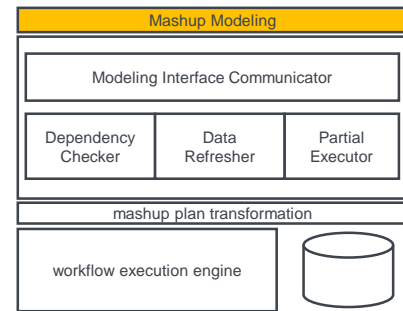 Mashup Modeling
Modeling Interface Communicator
Dependency
Checker
Data
Refresher
Partial
Executor
mashup plan transformation
workflow execution engine